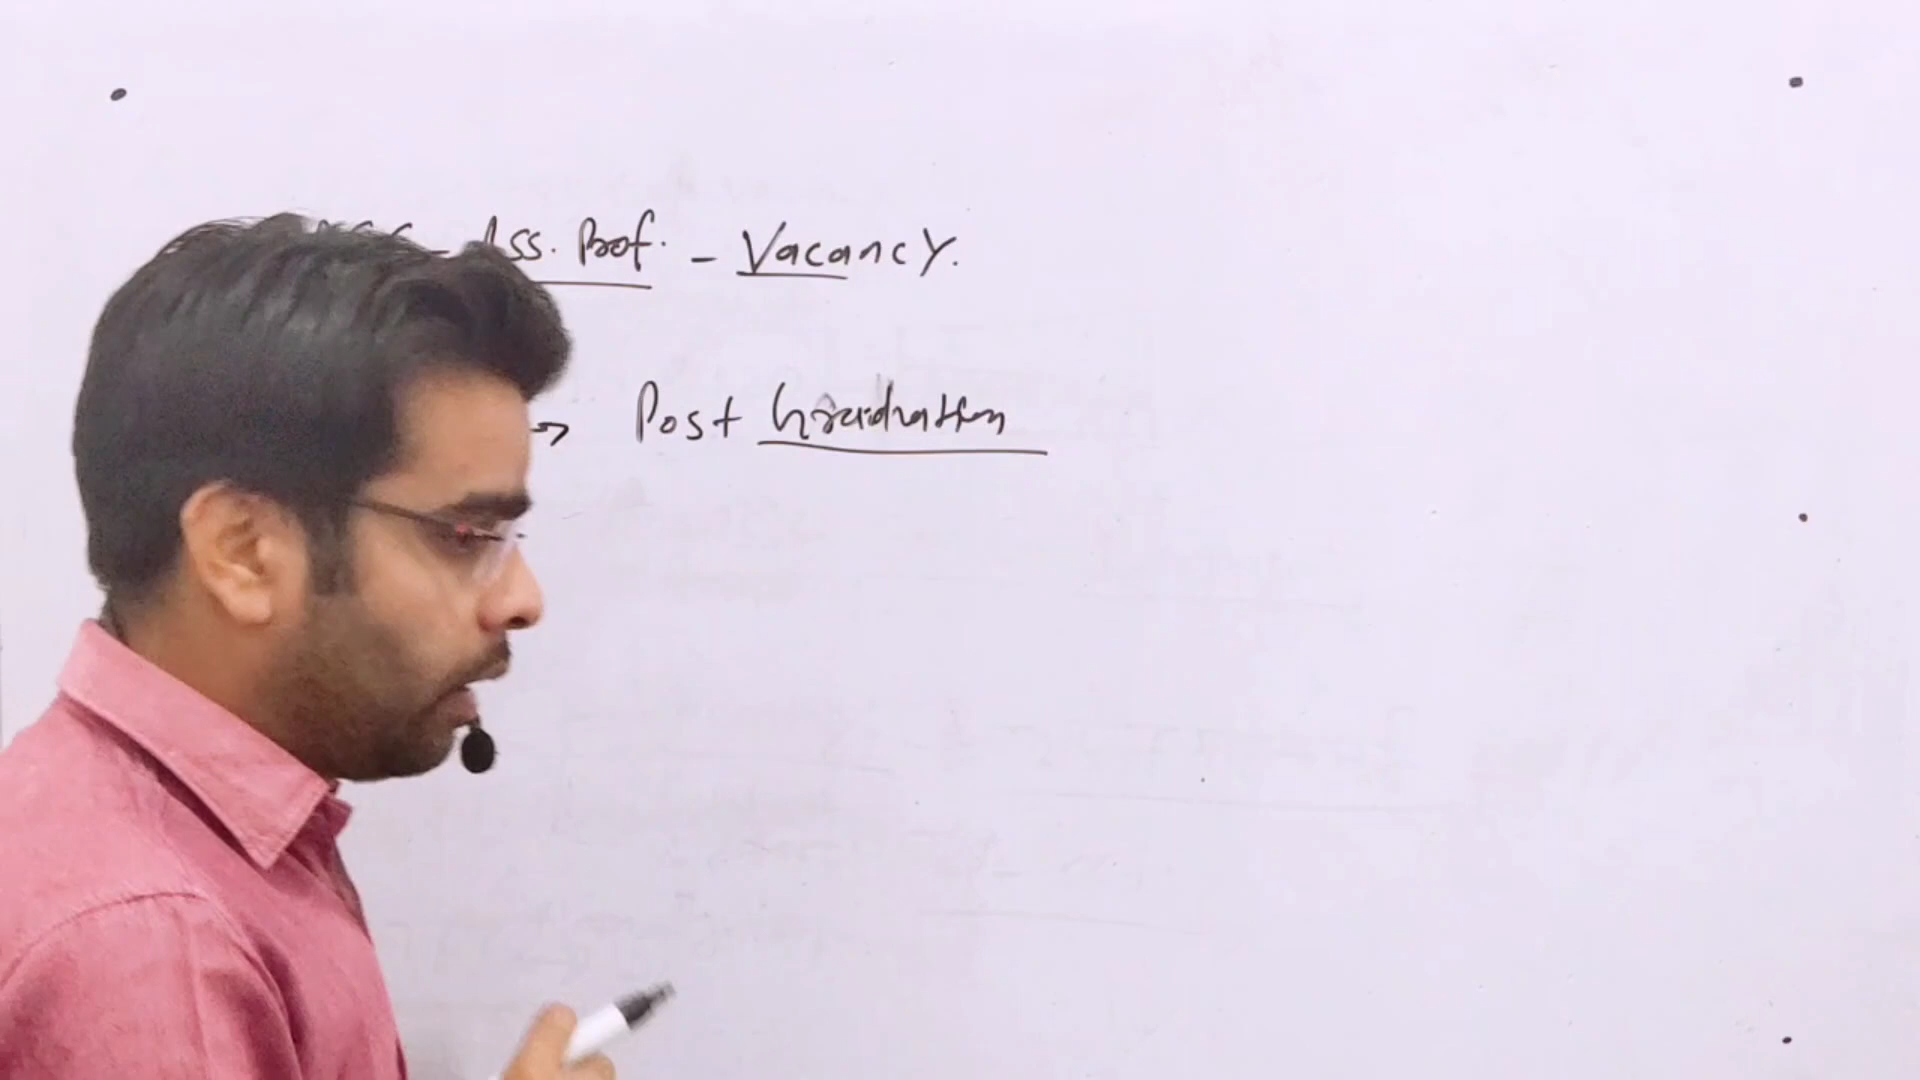 - Ass. Prof. - Vacancy.
→ Post Graduation